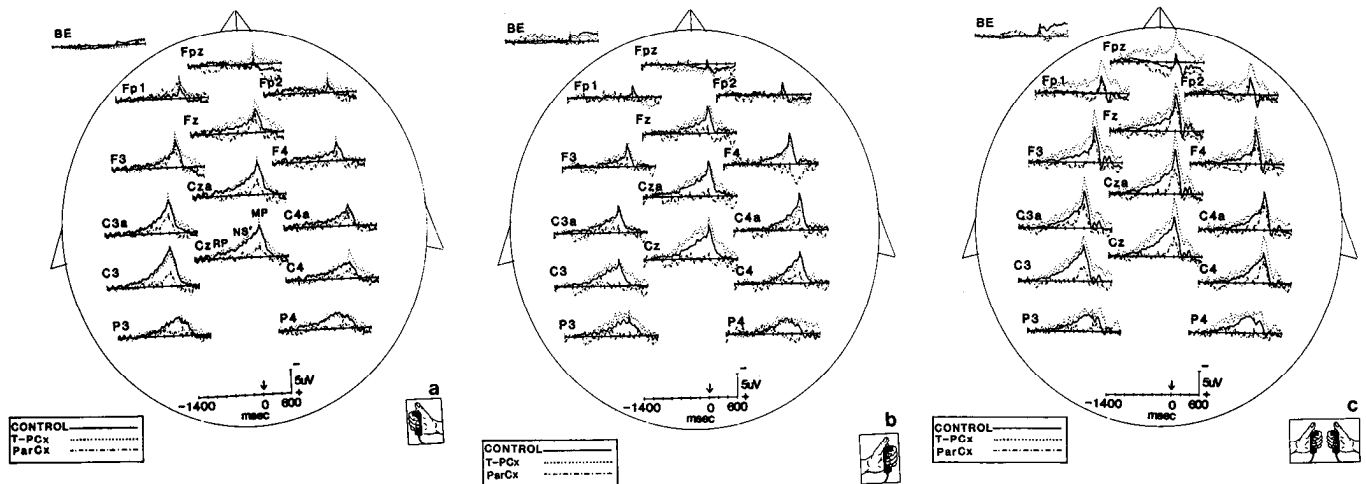 BE
Fpz
Fp1 Fp2
Fz
F3 F4
Cza
MP
C3a NS' C4a
Cz RP
C3 C4
P3 P4
−
5uV
+
−1400 0 600
msec
CONTROL
T-PCx
ParCx
a
BE
Fpz
Fp1 Fp2
Fz
F3 F4
Cza
C3a C4a
Cz
C3 C4
P3 P4
−
5uV
+
−1400 0 600
msec
CONTROL
T-PCx
ParCx
b
BE
Fpz
Fp1 Fp2
Fz
F3 F4
Cza
C3a C4a
Cz
C3 C4
P3 P4
−
5uV
+
−1400 0 600
msec
CONTROL
T-PCx
ParCx
c